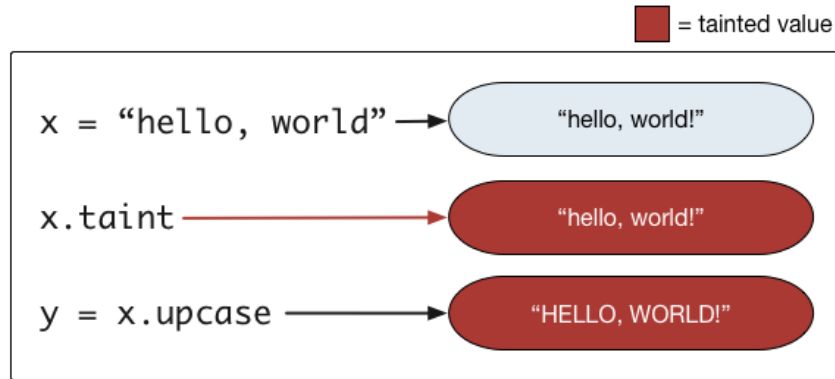 = tainted value
x = “hello, world” “hello, world!”
x.taint “hello, world!”
y = x.upcase “HELLO, WORLD!”